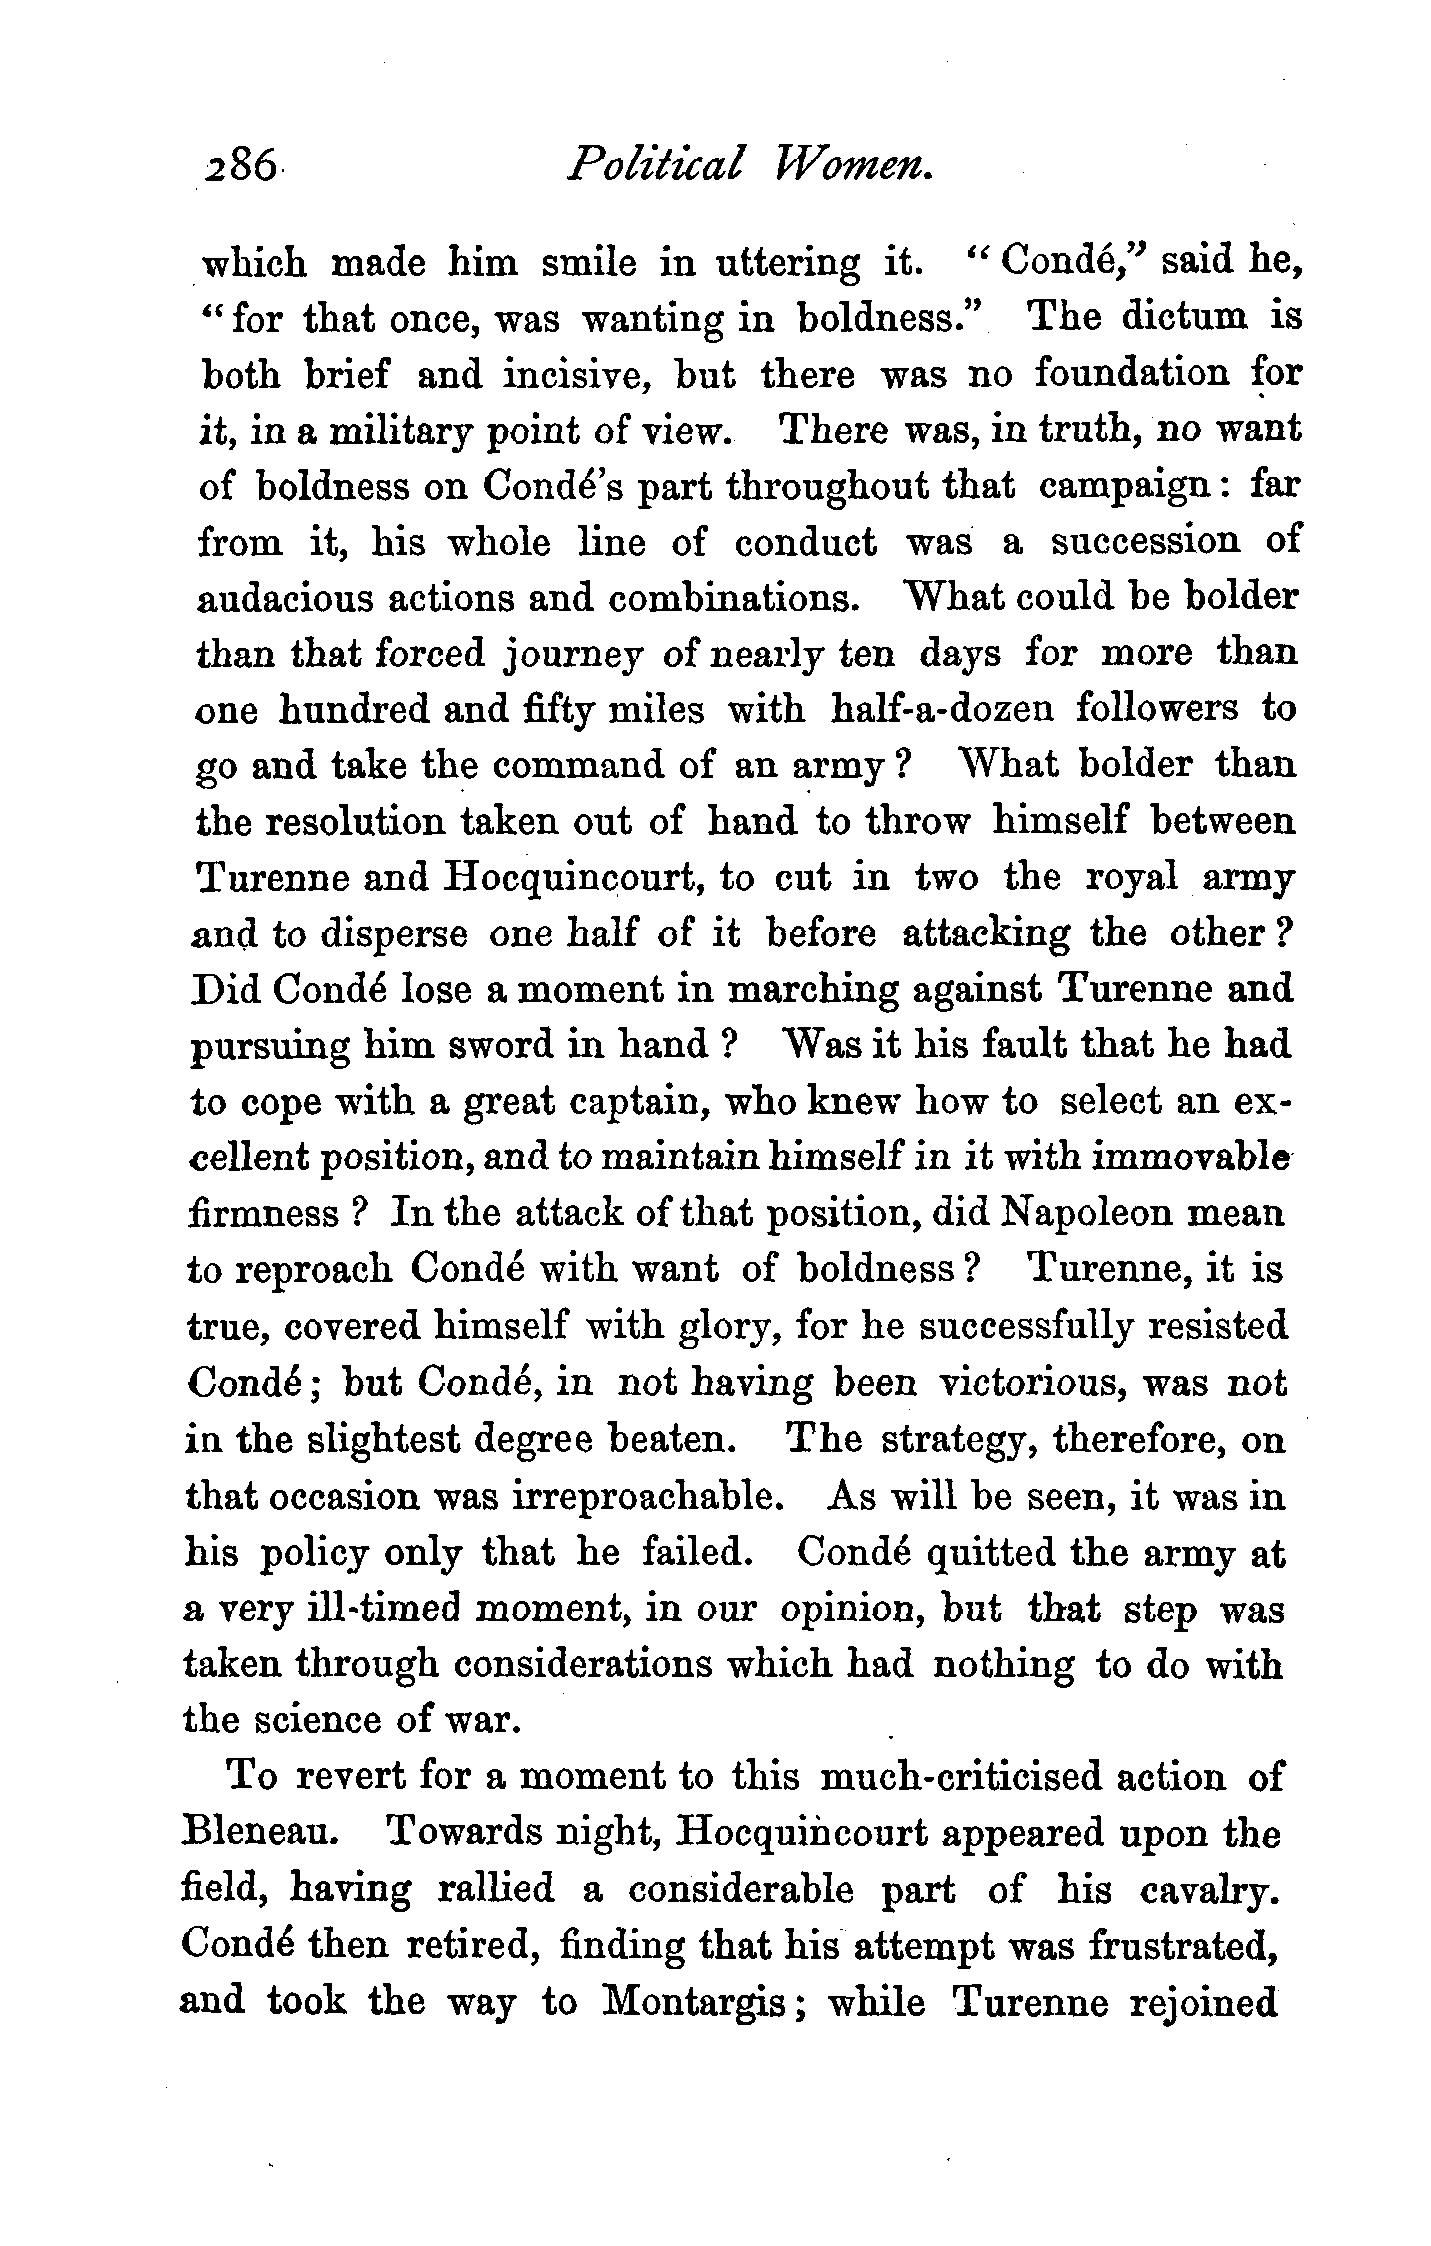 286 Political Women.
which made him smile in uttering it. “Condé,” said he,
“for that once, was wanting in boldness.” The dictum is
both brief and incisive, but there was no foundation for
it, in a military point of view. There was, in truth, no want
of boldness on Condé’s part throughout that campaign: far
from it, his whole line of conduct was a succession of
audacious actions and combinations. What could be bolder
than that forced journey of nearly ten days for more than
one hundred and fifty miles with half-a-dozen followers to
go and take the command of an army? What bolder than
the resolution taken out of hand to throw himself between
Turenne and Hocquincourt, to cut in two the royal army
and to disperse one half of it before attacking the other?
Did Condé lose a moment in marching against Turenne and
pursuing him sword in hand? Was it his fault that he had
to cope with a great captain, who knew how to select an ex-
cellent position, and to maintain himself in it with immovable
firmness? In the attack of that position, did Napoleon mean
to reproach Condé with want of boldness? Turenne, it is
true, covered himself with glory, for he successfully resisted
Condé; but Condé, in not having been victorious, was not
in the slightest degree beaten. The strategy, therefore, on
that occasion was irreproachable. As will be seen, it was in
his policy only that he failed. Condé quitted the army at
a very ill-timed moment, in our opinion, but that step was
taken through considerations which had nothing to do with
the science of war.
To revert for a moment to this much-criticised action of
Bleneau. Towards night, Hocquincourt appeared upon the
field, having rallied a considerable part of his cavalry.
Condé then retired, finding that his attempt was frustrated,
and took the way to Montargis; while Turenne rejoined